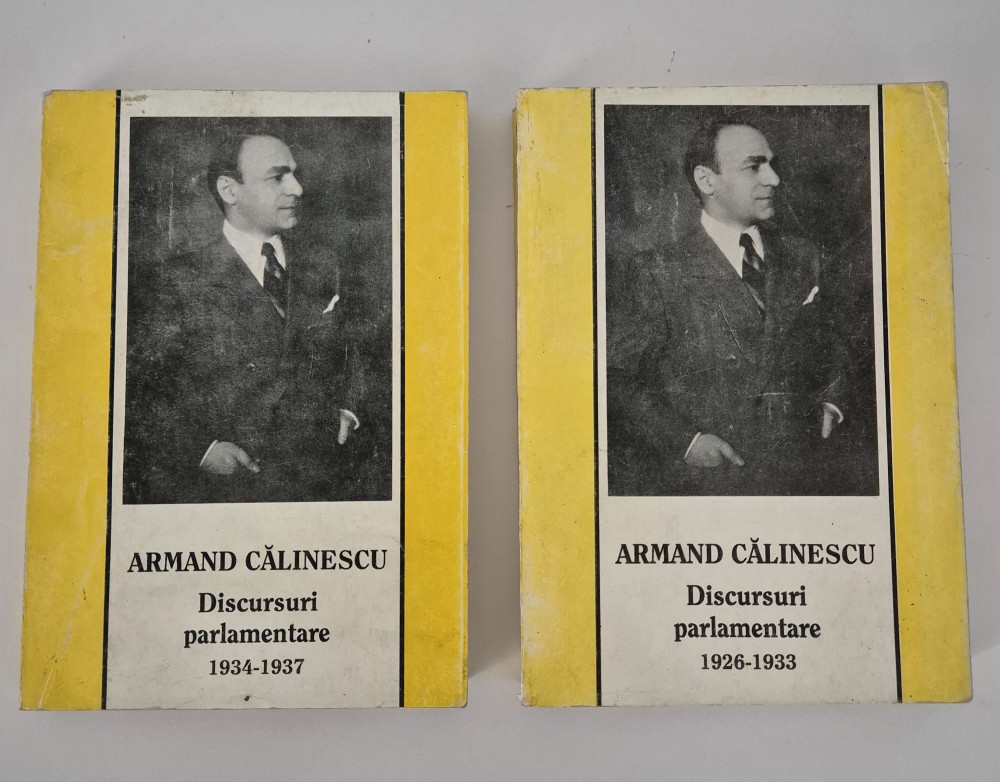 ARMAND CĂLINESCU
Discursuri
parlamentare
1934-1937
ARMAND CĂLINESCU
Discursuri
parlamentare
1926-1933